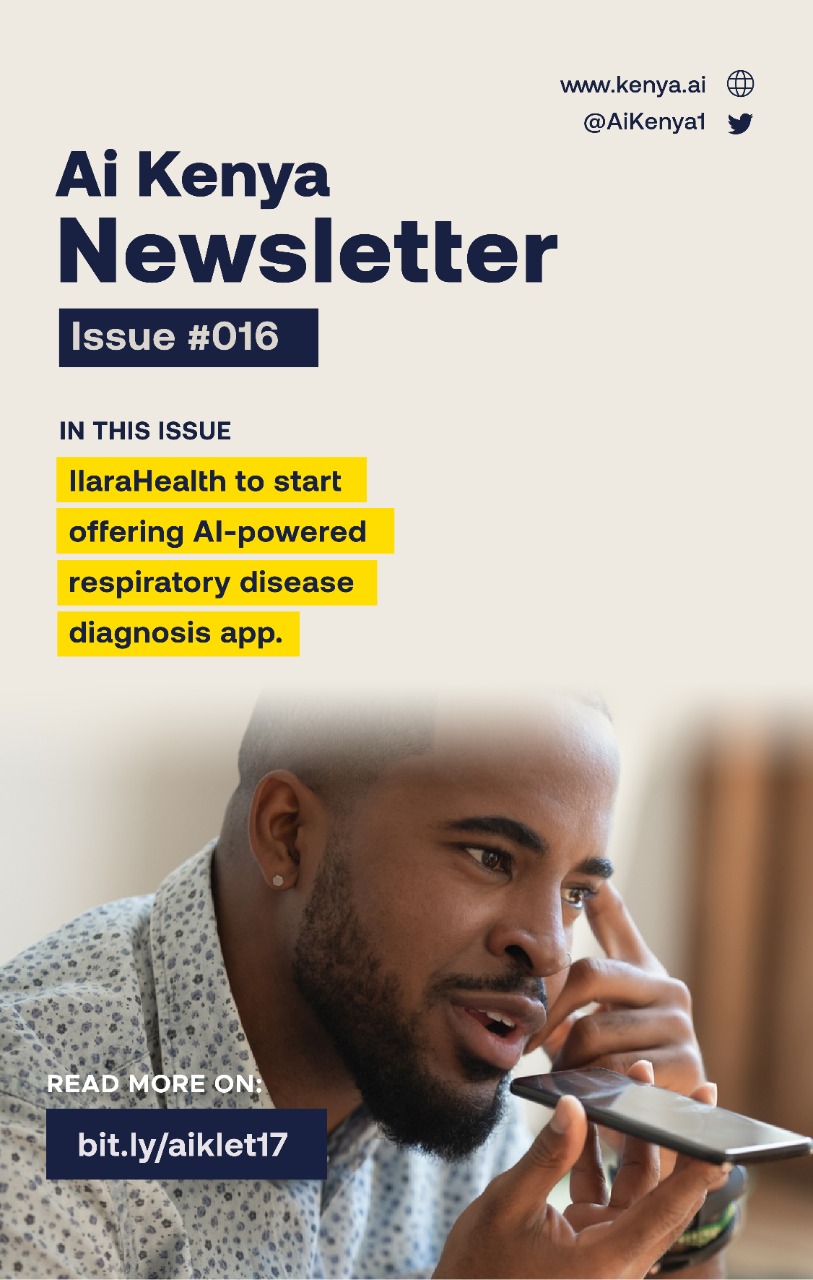 www.kenya.ai
@AiKenya1
Ai Kenya
Newsletter
Issue #016
IN THIS ISSUE
IlaraHealth to start
offering AI-powered
respiratory disease
diagnosis app.
READ MORE ON:
bit.ly/aiklet17